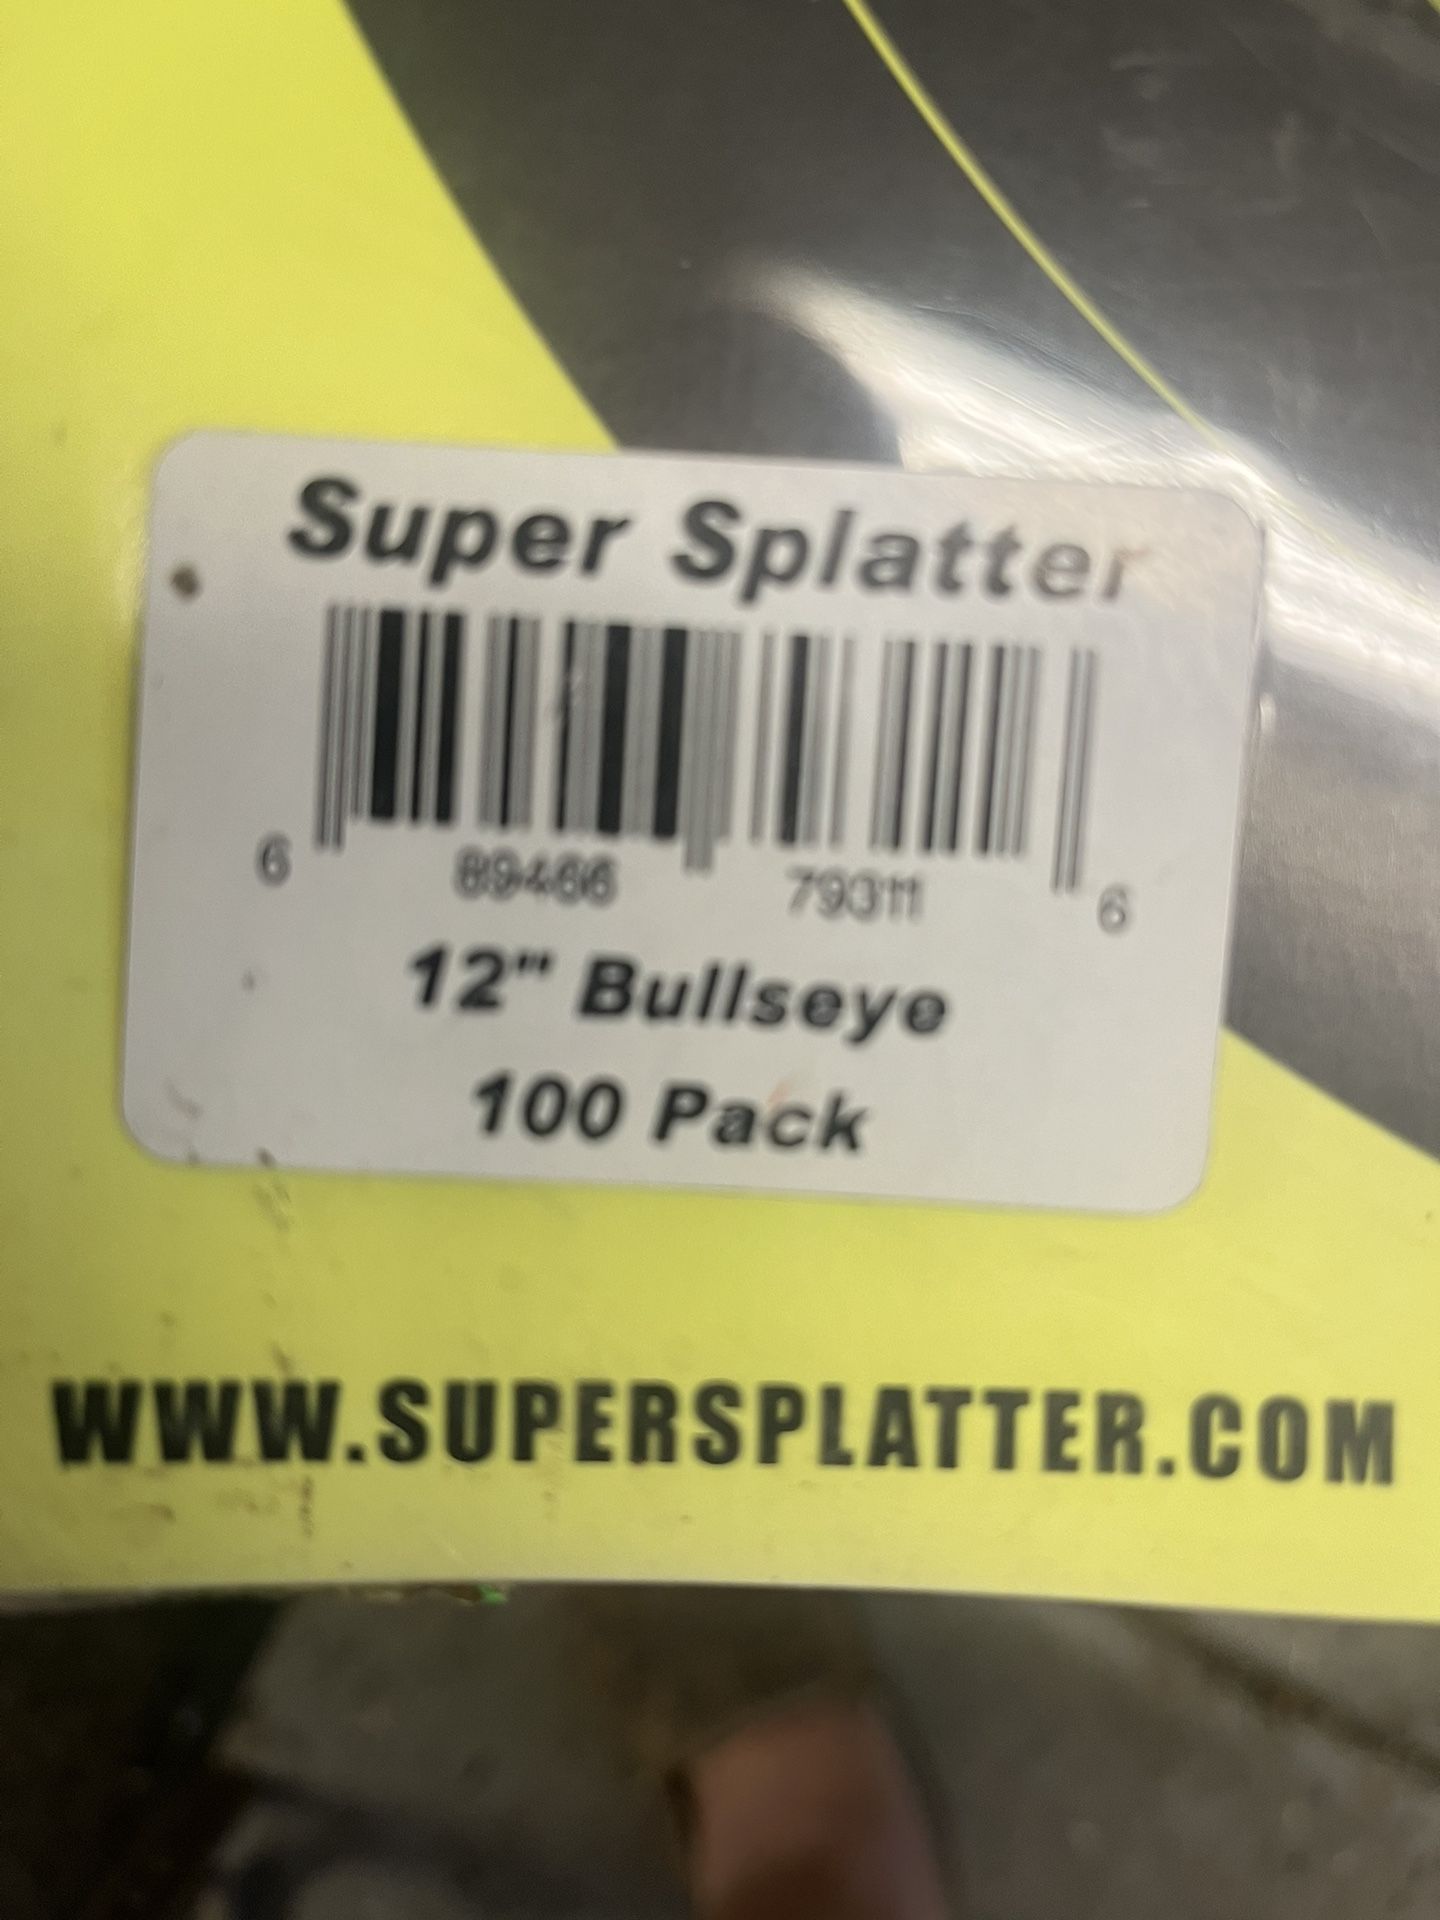 Super Splatter
6 89466 79311 6
12" Bullseye
100 Pack
WWW.SUPERSPLATTER.COM